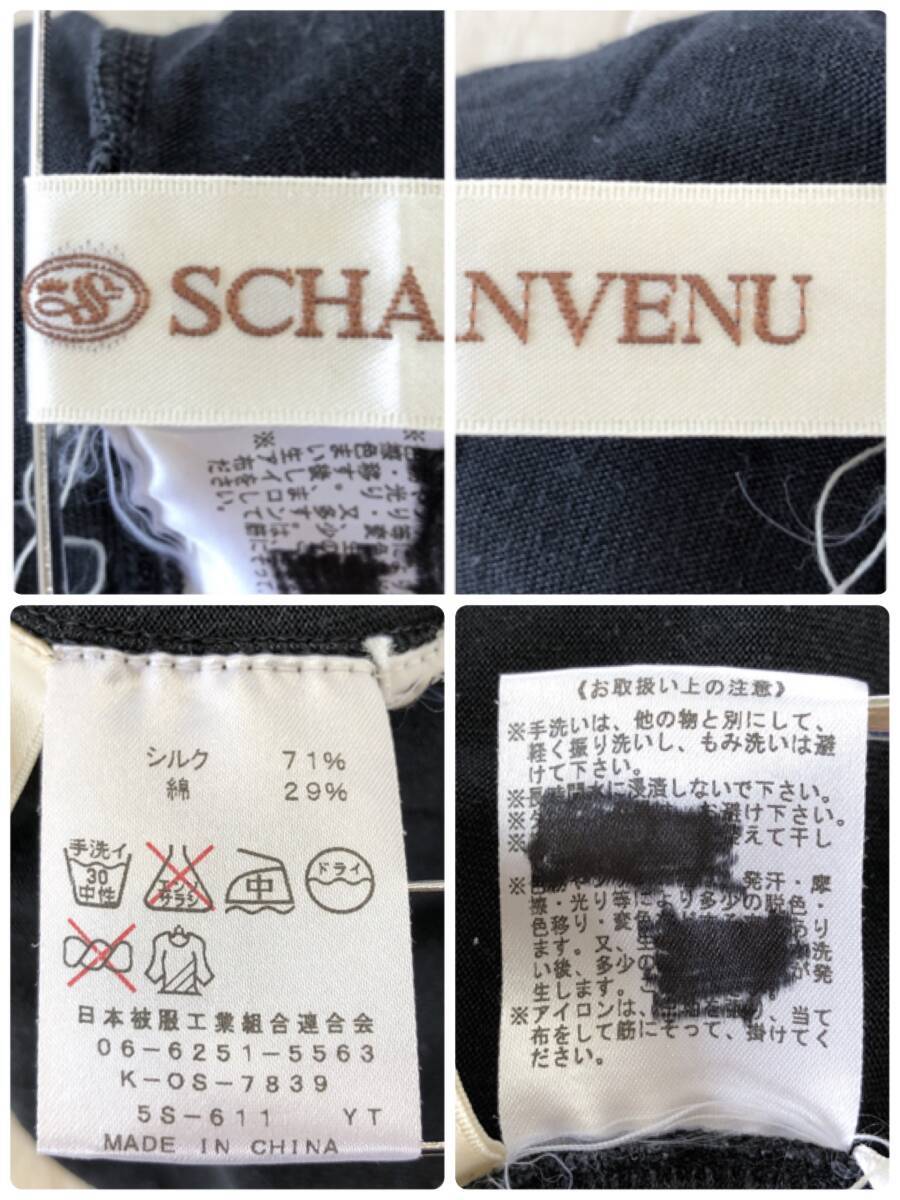 SCHANVENU
シルク 71%
綿 29%
手洗イ
30
中性
エンソ
サラシ
中
ドライ
日本被服工業組合連合会
06-6251-5563
K-OS-7839
5S-611 YT
MADE IN CHINA
《お取扱い上の注意》
※手洗いは、他の物と別にして、
軽く振り洗いし、もみ洗いは避
けて下さい。
※長時間水に浸漬しないで下さい。
※タ お避け下さい。
※ 整えて干し
※ 発汗・摩
擦・光り等により多少の脱色・
色移り・変色 あり
ます。又、 洗
い後、多少の が発
生します。
※アイロンは、 当て
布をして筋にそって、掛けてく
ださい。